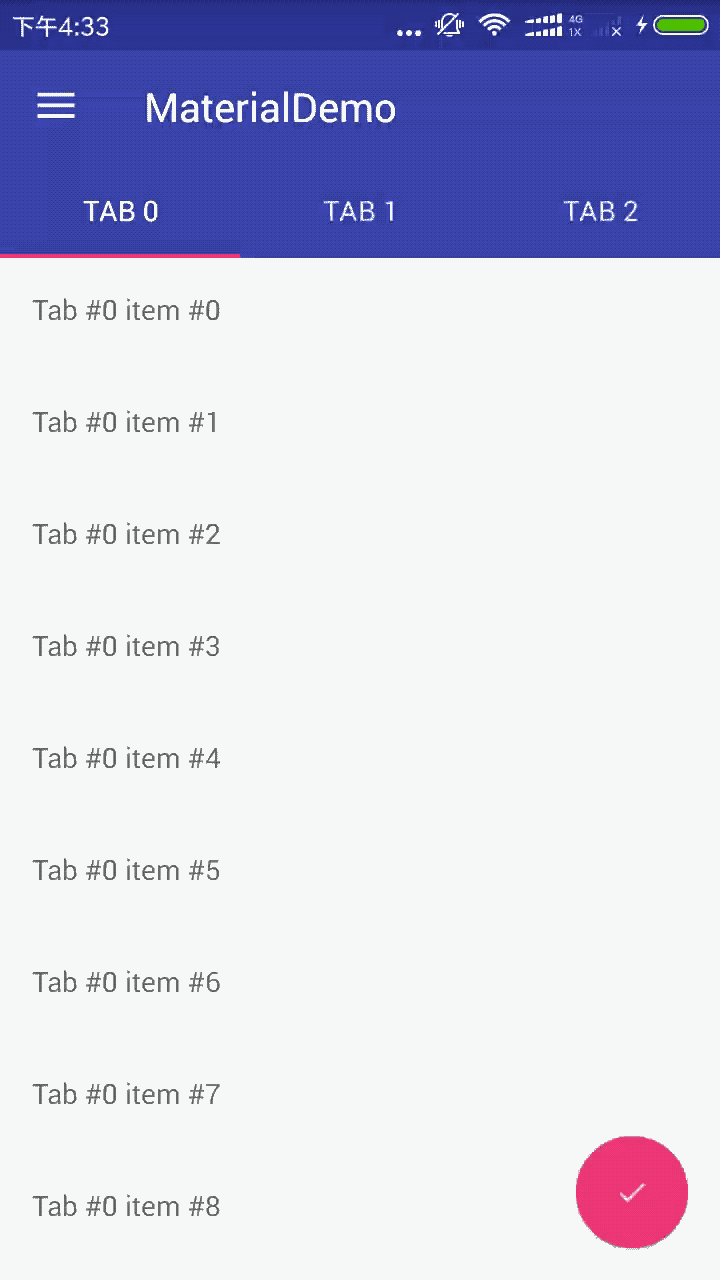 下午4:33 4G 1X
MaterialDemo
TAB 0 TAB 1 TAB 2
Tab #0 item #0
Tab #0 item #1
Tab #0 item #2
Tab #0 item #3
Tab #0 item #4
Tab #0 item #5
Tab #0 item #6
Tab #0 item #7
Tab #0 item #8